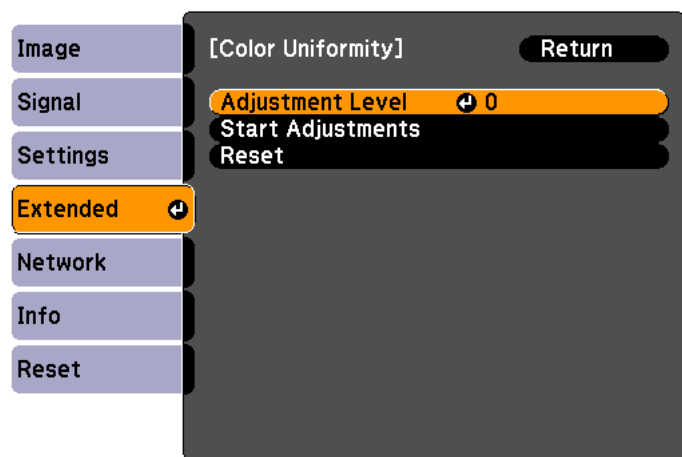 Image
Signal
Settings
Extended
Network
Info
Reset
[Color Uniformity] Return
Adjustment Level 0
Start Adjustments
Reset